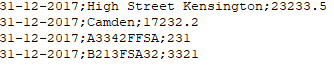 31-12-2017;High Street Kensington;23233.5
31-12-2017;Camden;17232.2
31-12-2017;A3342FFSA;231
31-12-2017;B213FSA32;3321